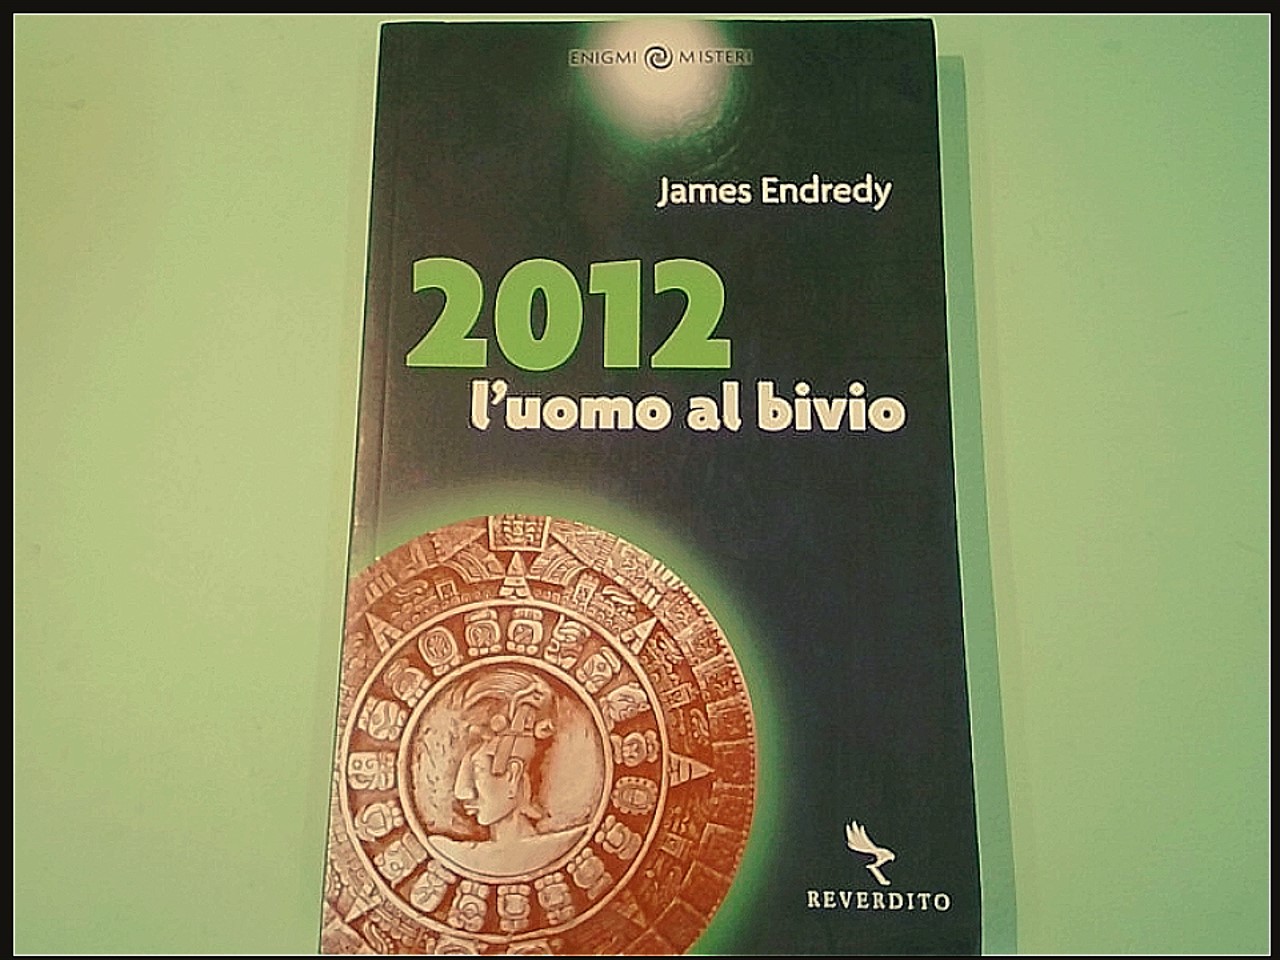 ENIGMI MISTERI
James Endredy
2012
l'uomo al bivio
REVERDITO